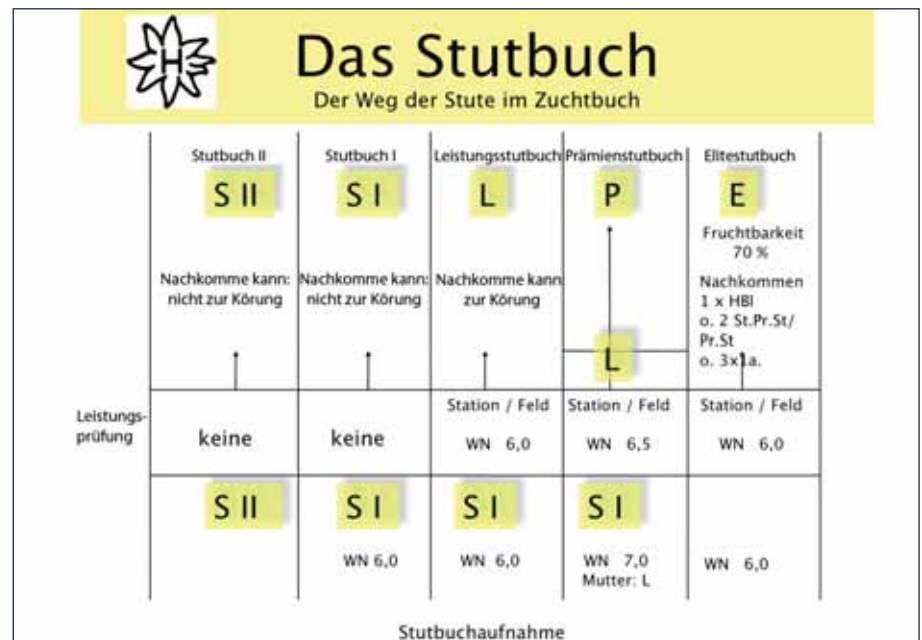 H
Das Stutbuch
Der Weg der Stute im Zuchtbuch
Stutbuch II
S II
Nachkomme kann:
nicht zur Körung
Stutbuch I
S I
Nachkomme kann:
nicht zur Körung
Leistungsstutbuch
L
Nachkomme kann
zur Körung
Prämienstutbuch
P
L
Elitestutbuch
E
Fruchtbarkeit
70 %
Nachkommen
1 x HBI
o. 2 St.Pr.St/
Pr.St
o. 3x1a.
Leistungs-
prüfung
keine
keine
Station / Feld
WN 6,0
Station / Feld
WN 6,5
Station / Feld
WN 6,0
S II
S I
WN 6,0
S I
WN 6,0
S I
WN 7,0
Mutter: L
WN 6,0
Stutbuchaufnahme